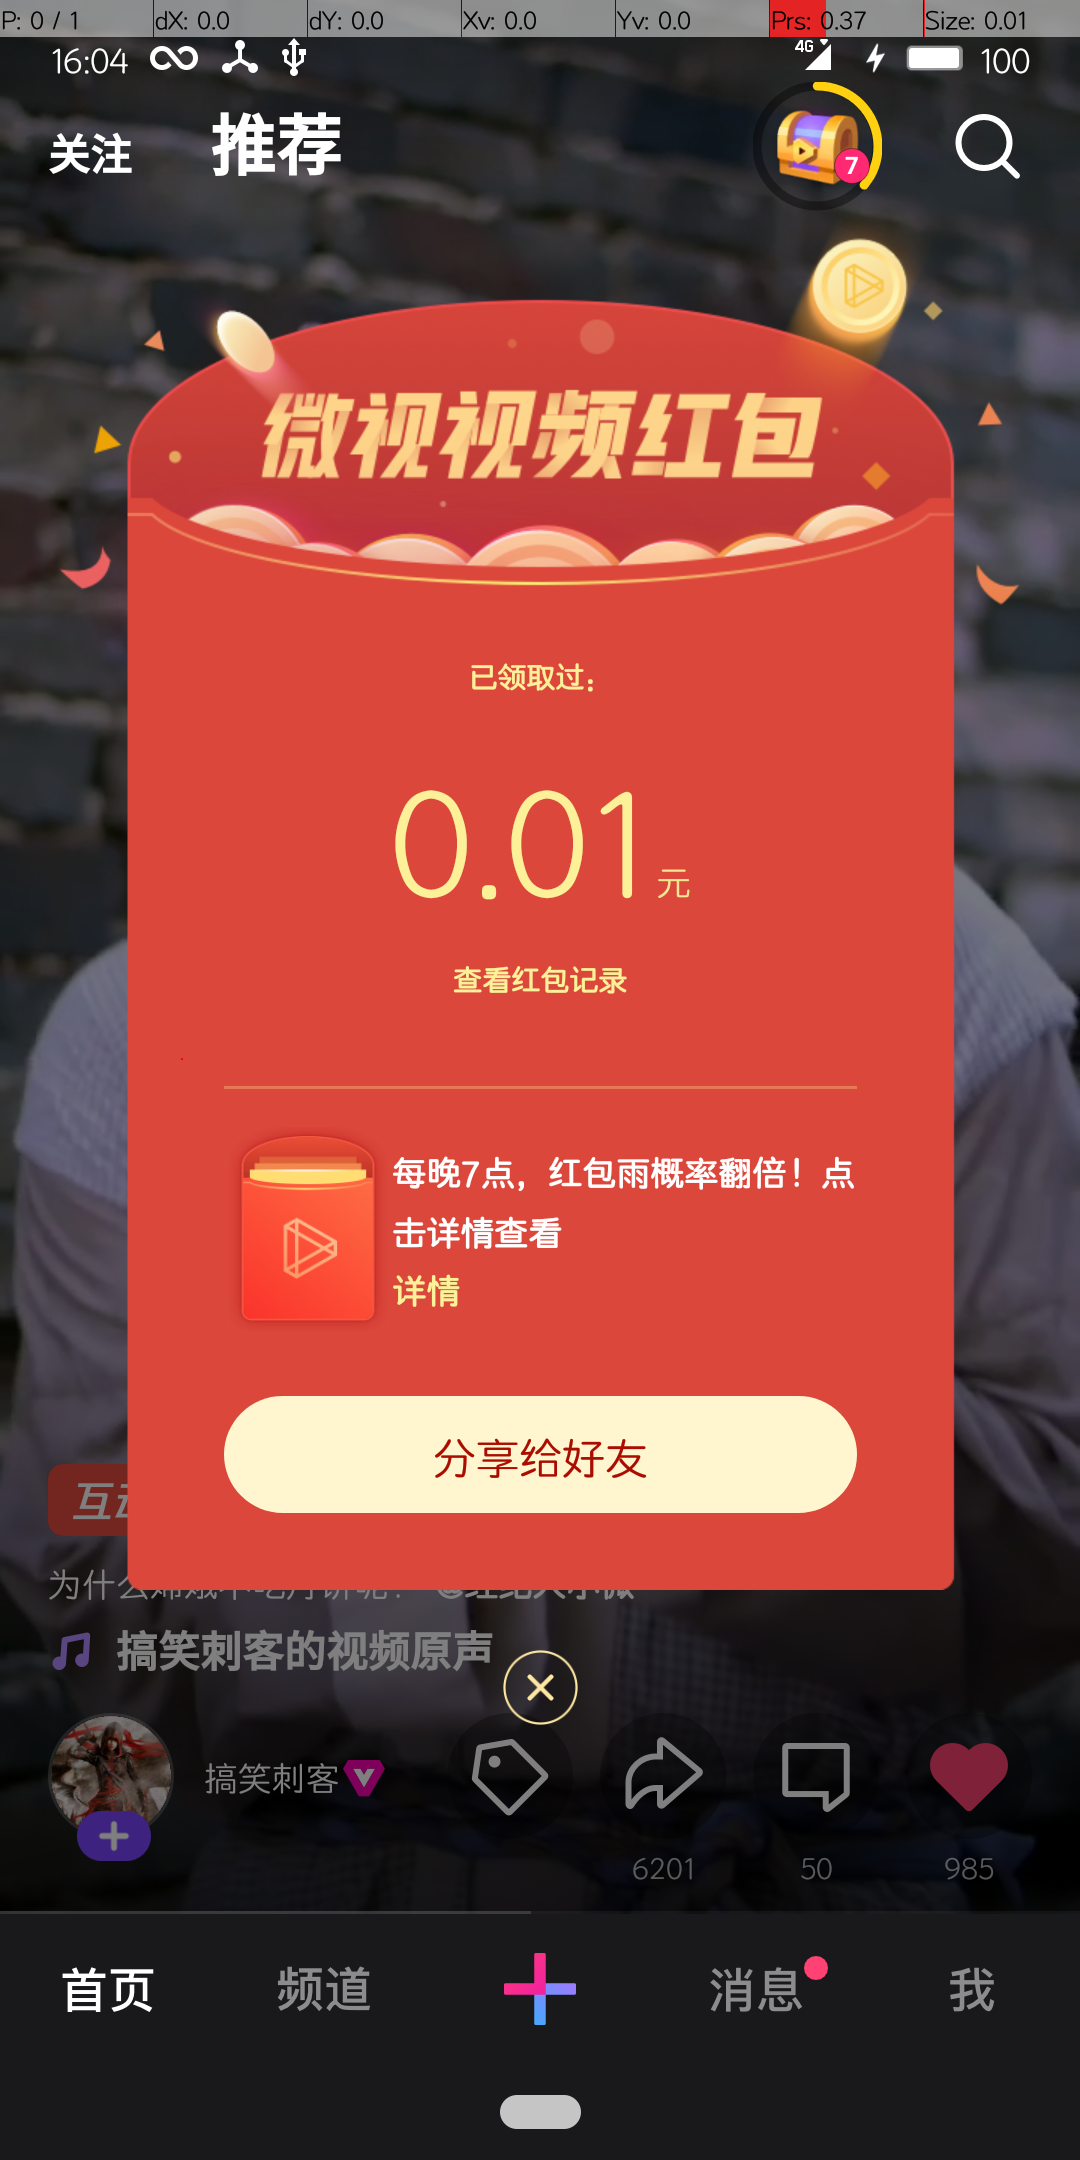 P: 0 / 1 dX: 0.0 dY: 0.0 Xv: 0.0 Yv: 0.0 Prs: 0.37 Size: 0.01
16:04 4G 100
关注 推荐 7
微视视频红包
已领取过:
0.01元
查看红包记录
每晚7点，红包雨概率翻倍！点
击详情查看
详情
分享给好友
互
为什么
搞笑刺客的视频原声
搞笑刺客
6201 50 985
首页 频道 消息 我